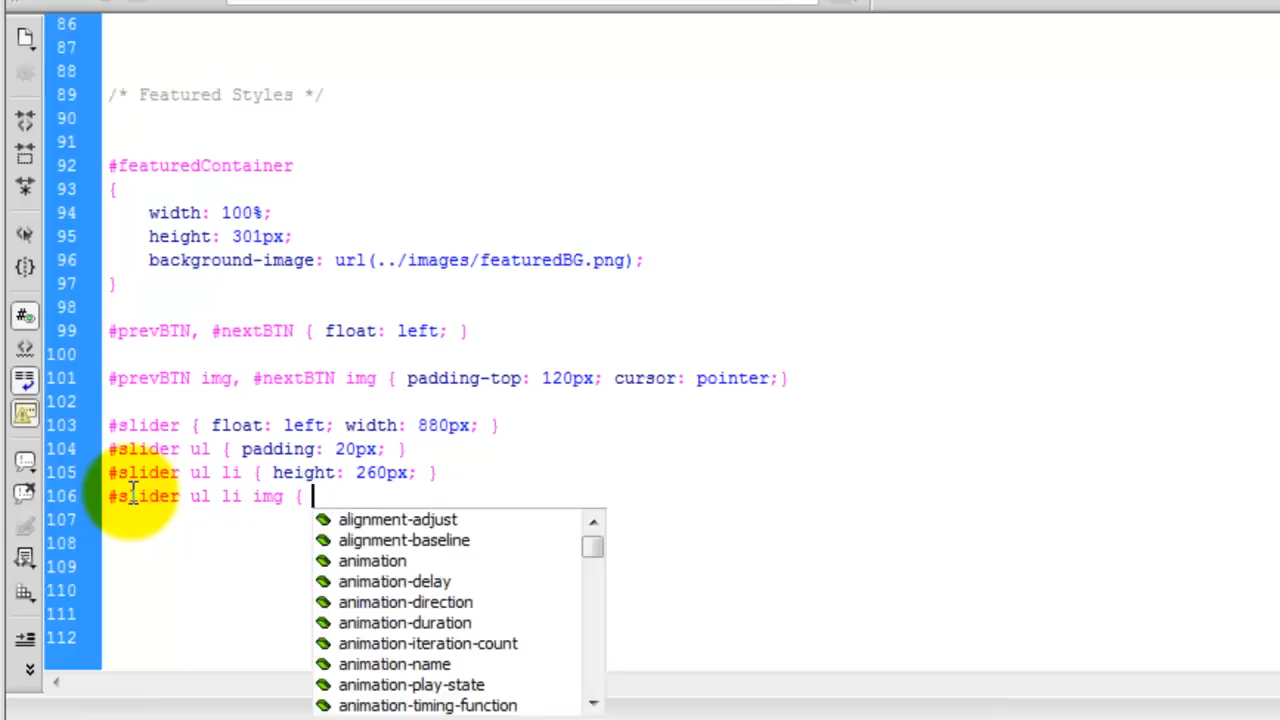 86
87
88
89 /* Featured Styles */
90
91
92 #featuredContainer
93 {
94 width: 100%;
95 height: 301px;
96 background-image: url(../images/featuredBG.png);
97 }
98
99 #prevBTN, #nextBTN { float: left; }
100
101 #prevBTN img, #nextBTN img { padding-top: 120px; cursor: pointer;}
102
103 #slider { float: left; width: 880px; }
104 #slider ul { padding: 20px; }
105 #slider ul li { height: 260px; }
106 #slider ul li img {
107 alignment-adjust
108 alignment-baseline
109 animation
110 animation-delay
111 animation-direction
animation-duration
112 animation-iteration-count
animation-name
animation-play-state
animation-timing-function